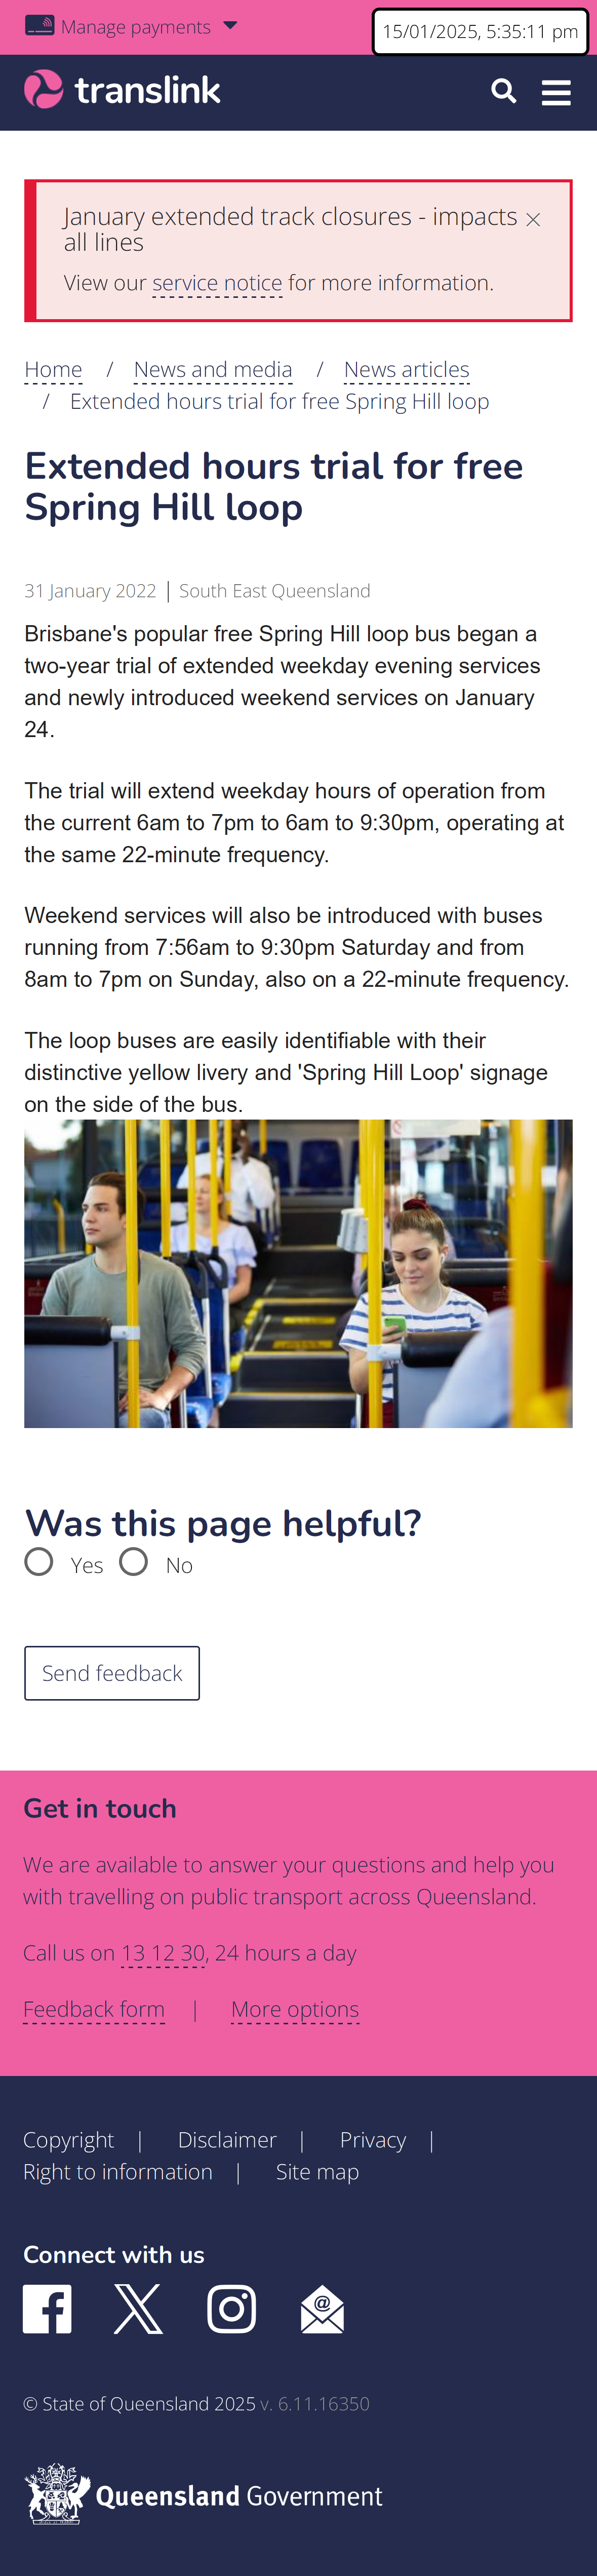 Manage payments
15/01/2025, 5:35:11 pm
translink
January extended track closures - impacts
all lines
View our service notice for more information.
Home / News and media / News articles
/ Extended hours trial for free Spring Hill loop
Extended hours trial for free
Spring Hill loop
31 January 2022 | South East Queensland
Brisbane's popular free Spring Hill loop bus began a
two-year trial of extended weekday evening services
and newly introduced weekend services on January
24.
The trial will extend weekday hours of operation from
the current 6am to 7pm to 6am to 9:30pm, operating at
the same 22-minute frequency.
Weekend services will also be introduced with buses
running from 7:56am to 9:30pm Saturday and from
8am to 7pm on Sunday, also on a 22-minute frequency.
The loop buses are easily identifiable with their
distinctive yellow livery and 'Spring Hill Loop' signage
on the side of the bus.
Was this page helpful?
Yes No
Send feedback
Get in touch
We are available to answer your questions and help you
with travelling on public transport across Queensland.
Call us on 13 12 30, 24 hours a day
Feedback form | More options
Copyright | Disclaimer | Privacy |
Right to information | Site map
Connect with us
© State of Queensland 2025 v. 6.11.16350
Queensland Government